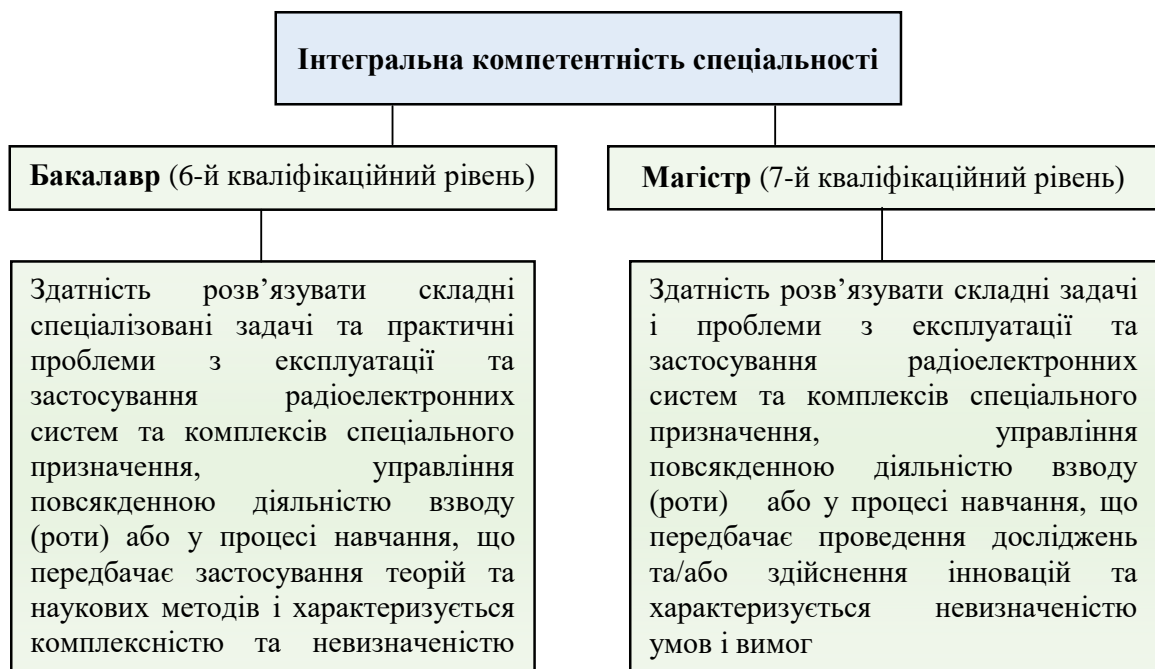 Інтегральна компетентність спеціальності
Бакалавр (6-й кваліфікаційний рівень)
Магістр (7-й кваліфікаційний рівень)
Здатність розв’язувати складні
спеціалізовані задачі та практичні
проблеми з експлуатації та
застосування радіоелектронних
систем та комплексів спеціального
призначення, управління
повсякденною діяльністю взводу
(роти) або у процесі навчання, що
передбачає застосування теорій та
наукових методів і характеризується
комплексністю та невизначеністю
Здатність розв’язувати складні задачі
і проблеми з експлуатації та
застосування радіоелектронних
систем та комплексів спеціального
призначення, управління
повсякденною діяльністю взводу
(роти) або у процесі навчання, що
передбачає проведення досліджень
та/або здійснення інновацій та
характеризується невизначеністю
умов і вимог